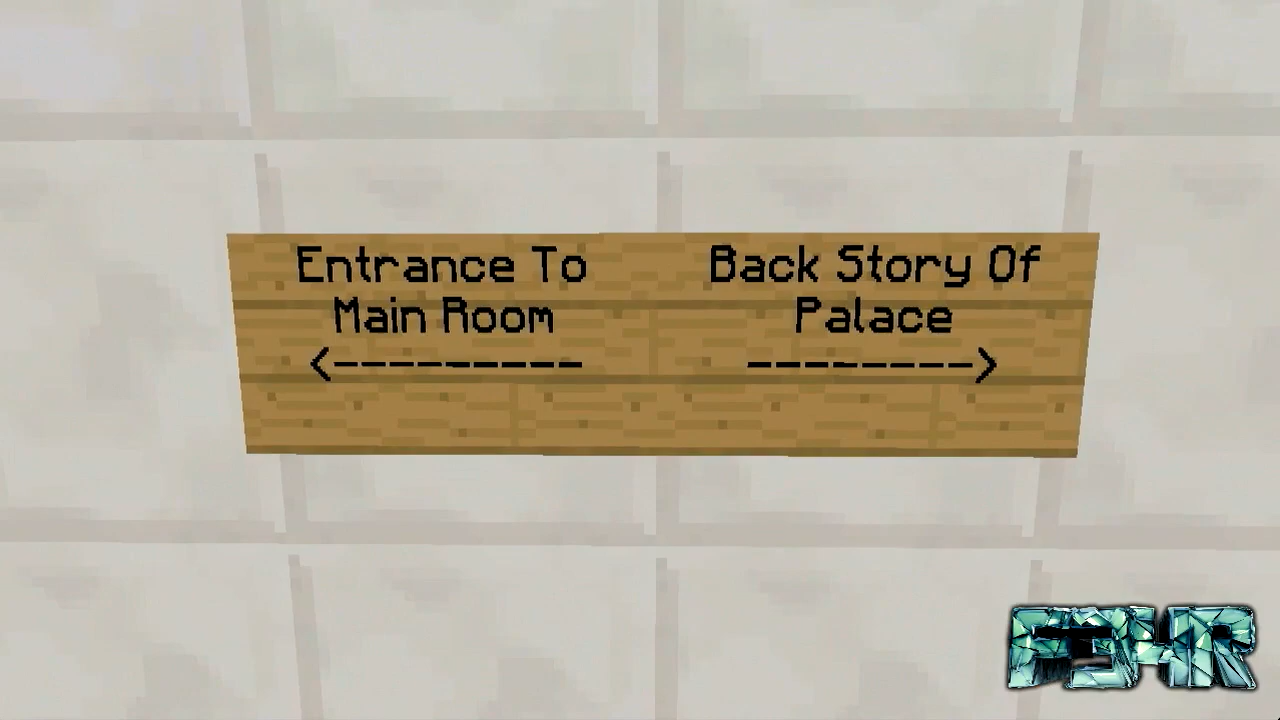 Entrance To
Main Room
<---------
Back Story Of
Palace
-------->